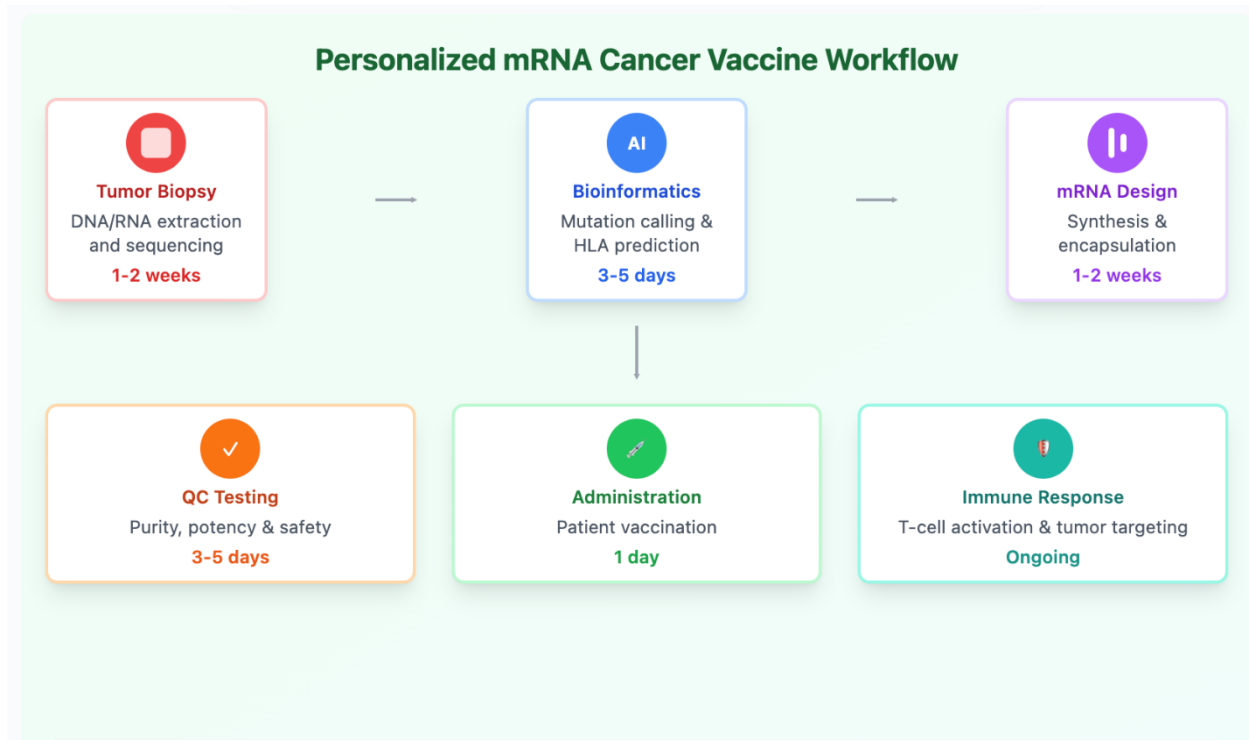 Personalized mRNA Cancer Vaccine Workflow
Tumor Biopsy
DNA/RNA extraction
and sequencing
1-2 weeks
AI
Bioinformatics
Mutation calling &
HLA prediction
3-5 days
mRNA Design
Synthesis &
encapsulation
1-2 weeks
QC Testing
Purity, potency & safety
3-5 days
Administration
Patient vaccination
1 day
Immune Response
T-cell activation & tumor targeting
Ongoing